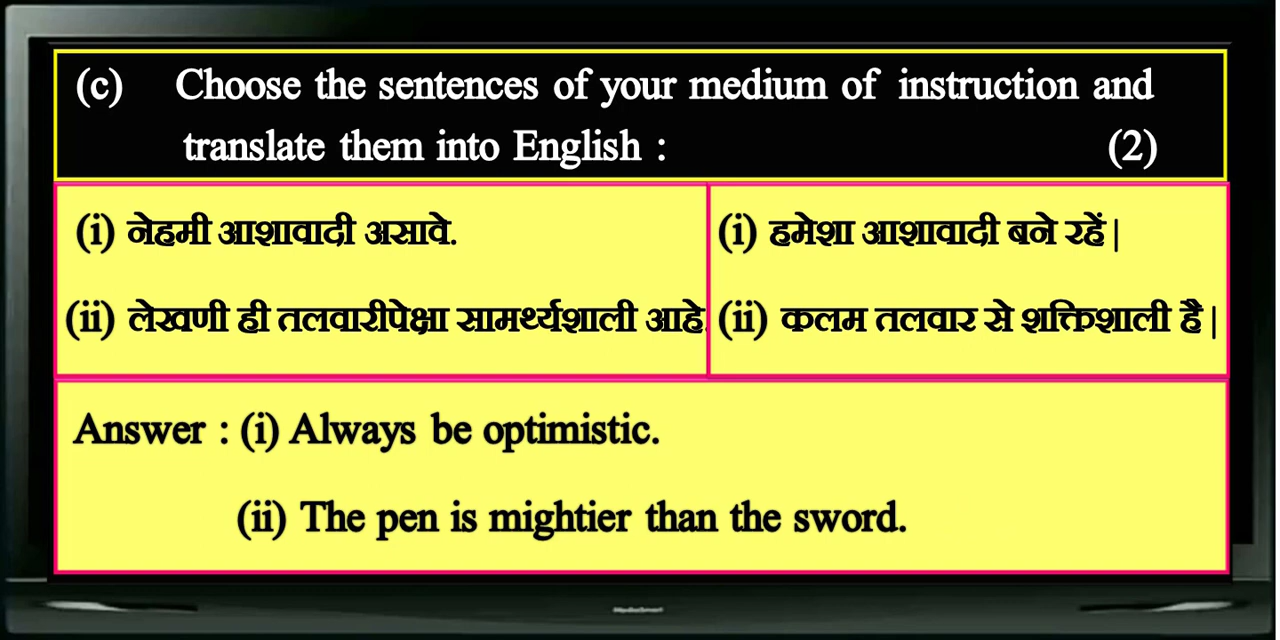 (c) Choose the sentences of your medium of instruction and
translate them into English : (2)
(i) नेहमी आशावादी असावे.
(ii) लेखणी ही तलवारीपेक्षा सामर्थ्यशाली आहे.
(i) हमेशा आशावादी बने रहें|
(ii) कलम तलवार से शक्तिशाली है|
Answer : (i) Always be optimistic.
(ii) The pen is mightier than the sword.